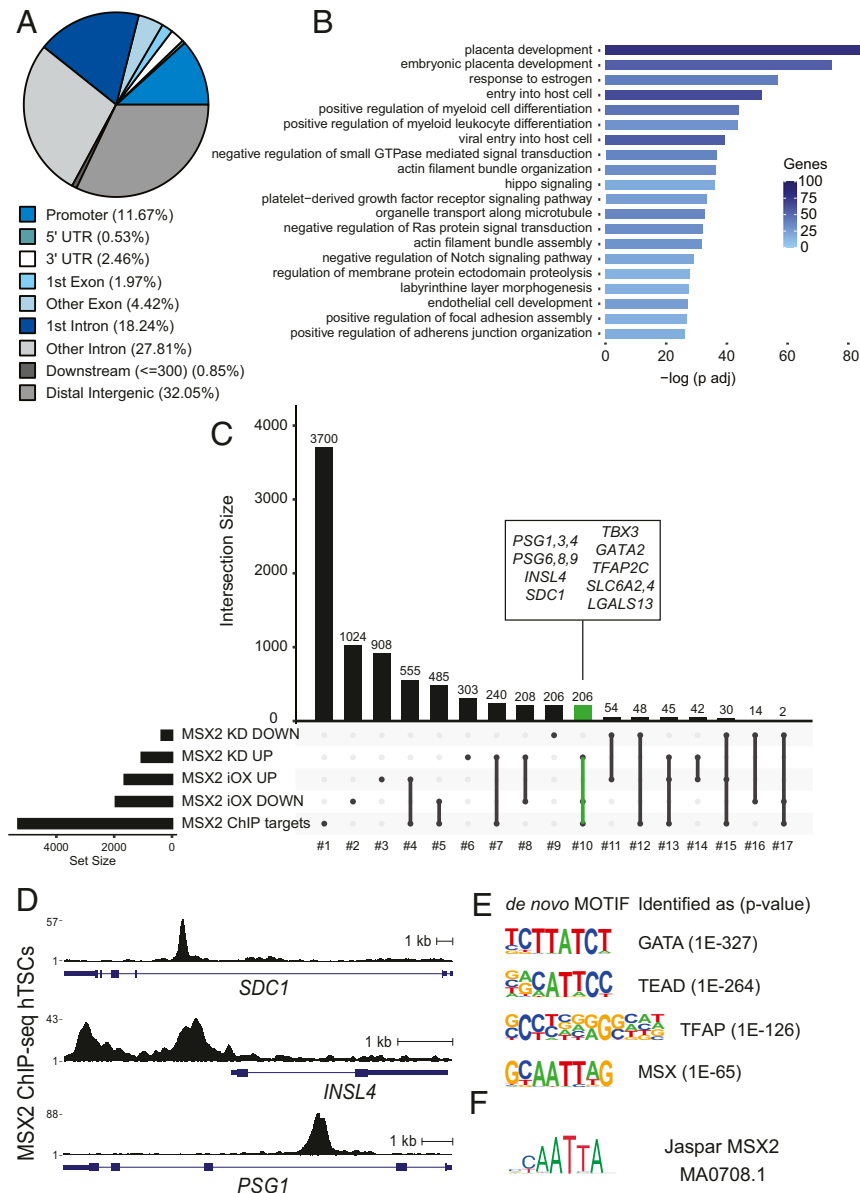 A
Promoter (11.67%)
5' UTR (0.53%)
3' UTR (2.46%)
1st Exon (1.97%)
Other Exon (4.42%)
1st Intron (18.24%)
Other Intron (27.81%)
Downstream (<=300) (0.85%)
Distal Intergenic (32.05%)
B
placenta development
embryonic placenta development
response to estrogen
entry into host cell
positive regulation of myeloid cell differentiation
positive regulation of myeloid leukocyte differentiation
viral entry into host cell
negative regulation of small GTPase mediated signal transduction
actin filament bundle organization
hippo signaling
platelet−derived growth factor receptor signaling pathway
organelle transport along microtubule
negative regulation of Ras protein signal transduction
actin filament bundle assembly
negative regulation of Notch signaling pathway
regulation of membrane protein ectodomain proteolysis
labyrinthine layer morphogenesis
endothelial cell development
positive regulation of focal adhesion assembly
positive regulation of adherens junction organization
0 20 40 60 80
−log (p adj)
Genes
100
75
50
25
0
C
Intersection Size
4000
3000
2000
1000
0
3700 1024 908 555 485 303 240 208 206 206 54 48 45 42 30 14 2
PSG1,3,4
PSG6,8,9
INSL4
SDC1
TBX3
GATA2
TFAP2C
SLC6A2,4
LGALS13
MSX2 KD DOWN
MSX2 KD UP
MSX2 iOX UP
MSX2 iOX DOWN
MSX2 ChIP targets
4000 2000 0
Set Size
#1 #2 #3 #4 #5 #6 #7 #8 #9 #10 #11 #12 #13 #14 #15 #16 #17
D
MSX2 ChIP-seq hTSCs
57
1
1 kb
SDC1
43
1
1 kb
INSL4
88
1
1 kb
PSG1
E
de novo MOTIF Identified as (p-value)
TCTTATCT GATA (1E-327)
TEAD (1E-264)
TFAP (1E-126)
GCAATTAG MSX (1E-65)
F
CAATTA
Jaspar MSX2
MA0708.1